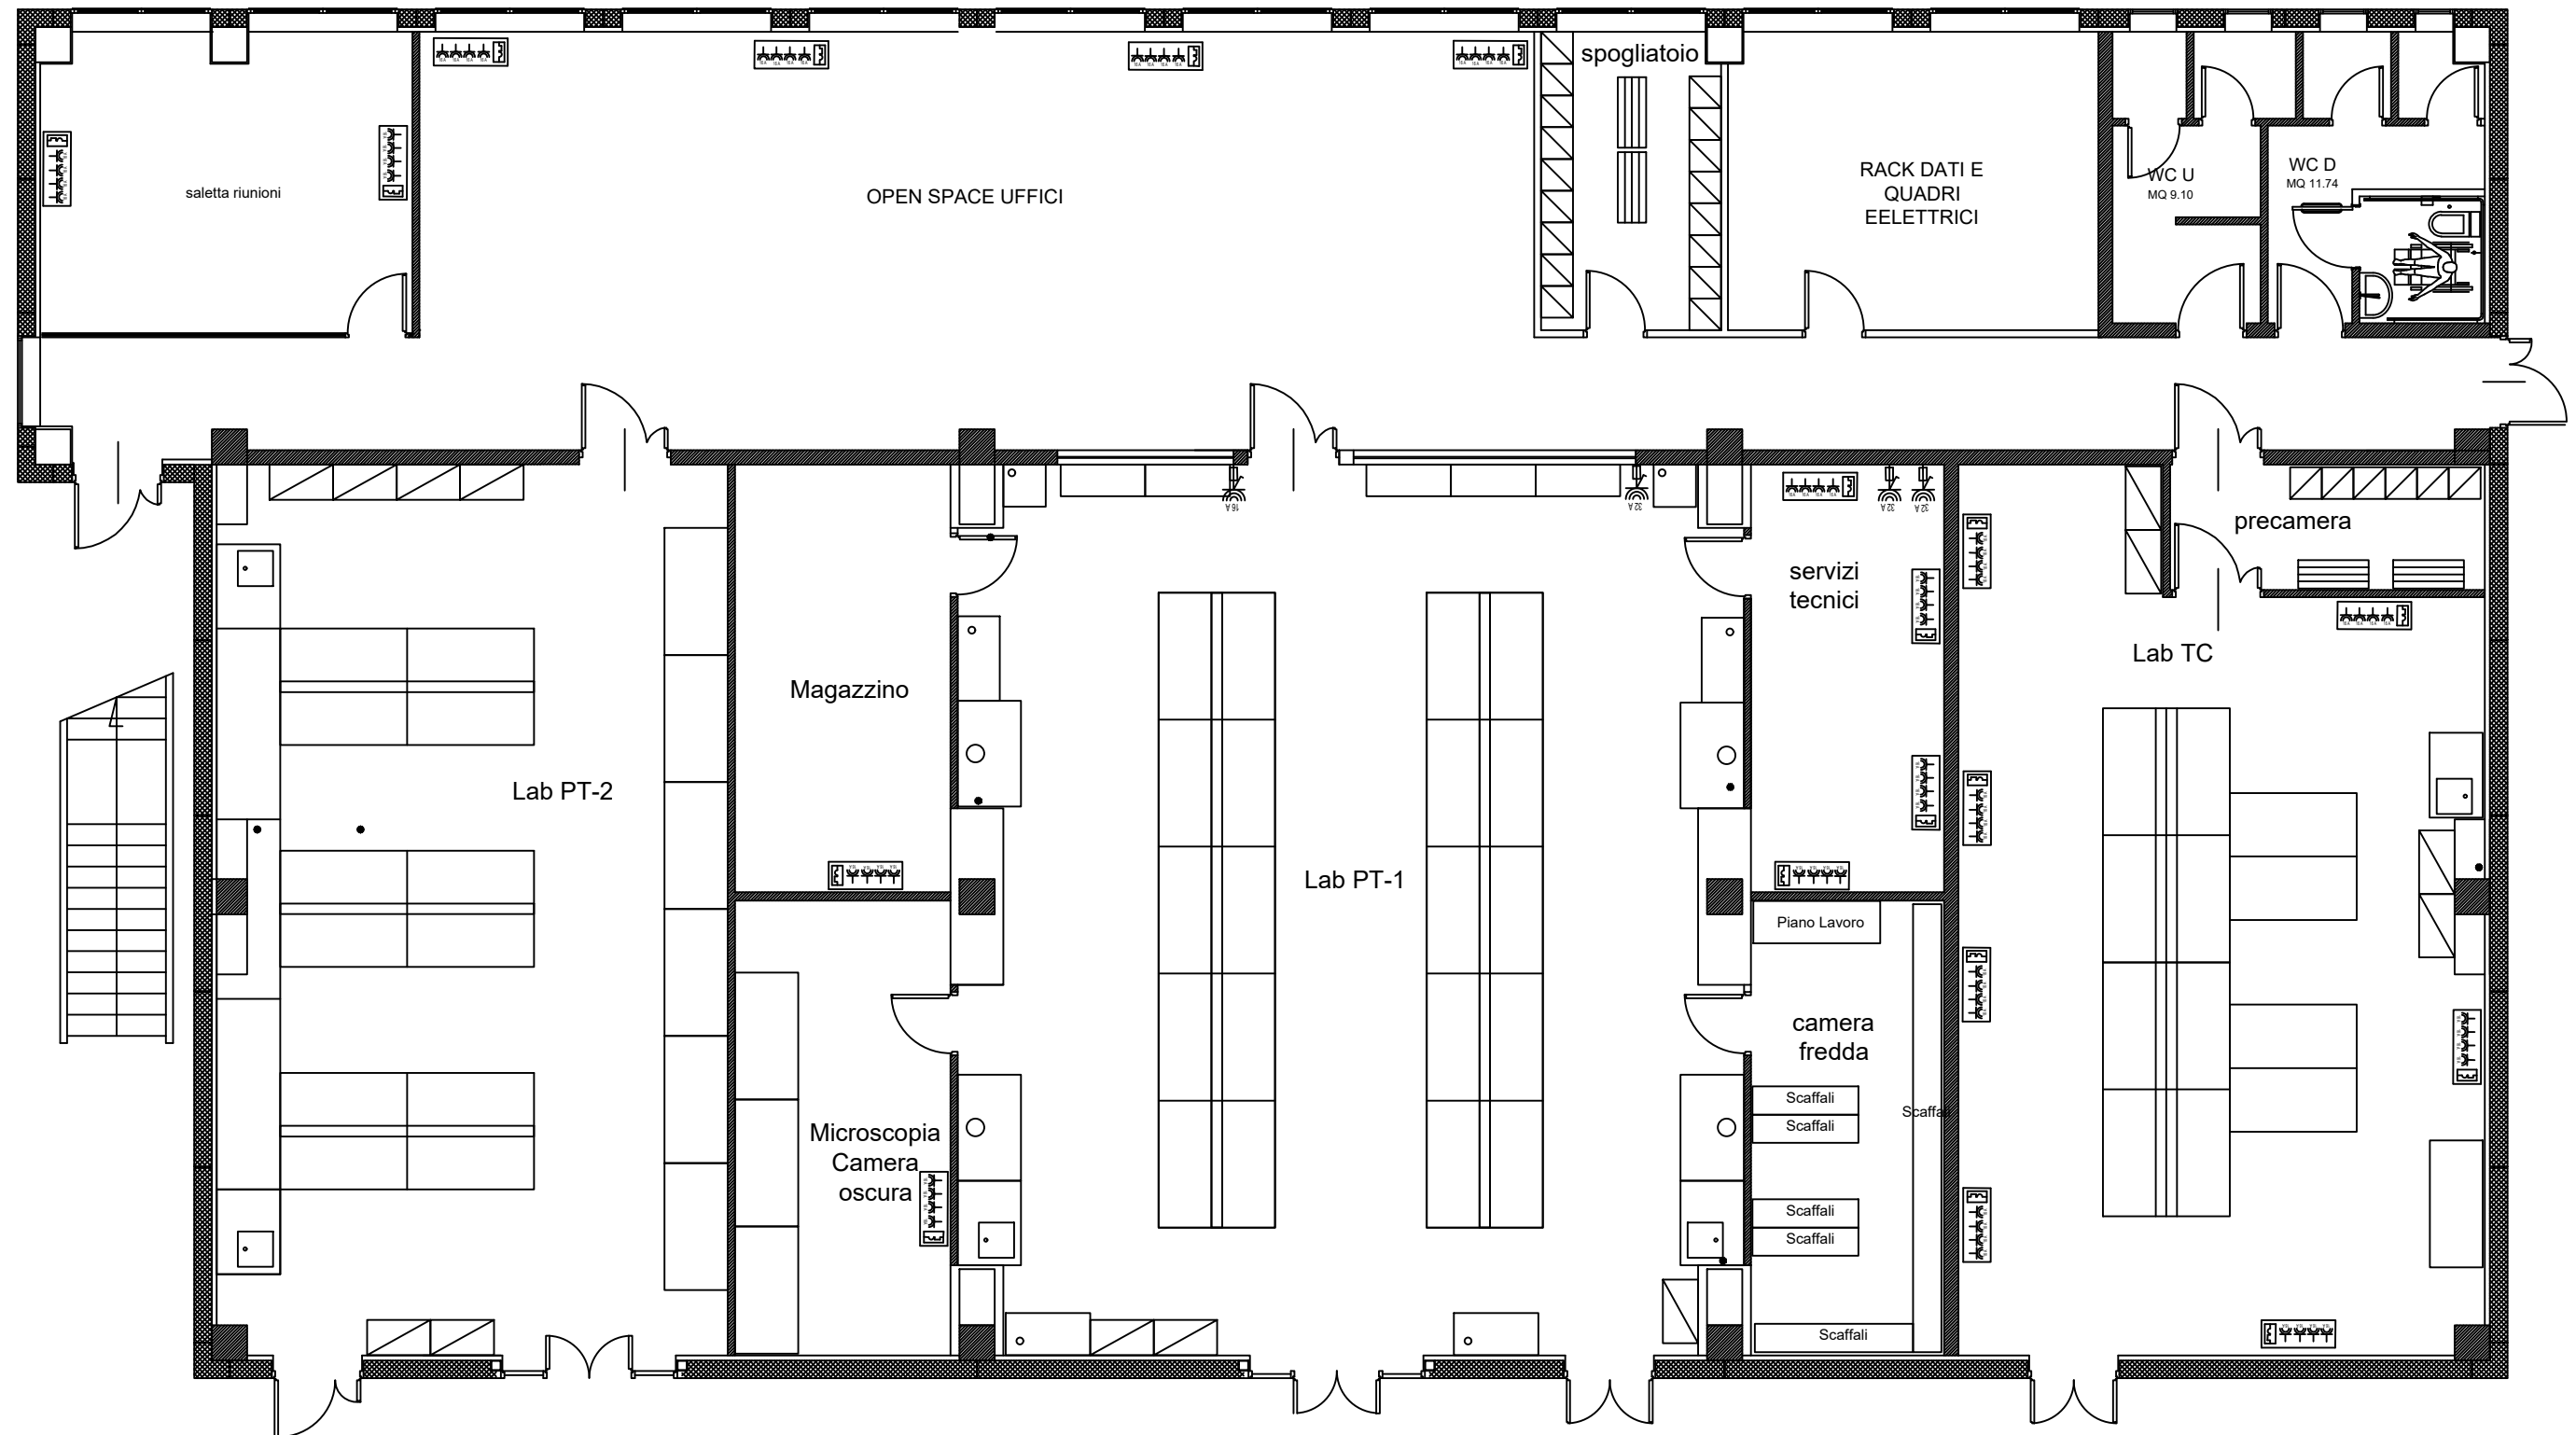 spogliatoio
saletta riunioni
OPEN SPACE UFFICI
RACK DATI E
QUADRI
EELETTRICI
WC U
MQ 9.10
WC D
MQ 11.74
16 A
32 A
32 A
32 A
precamera
servizi
tecnici
Lab TC
Magazzino
Lab PT-2
Lab PT-1
Piano Lavoro
camera
fredda
Scaffali
Scaffali
Scaffali
Microscopia
Camera
oscura
Scaffali
Scaffali
Scaffali